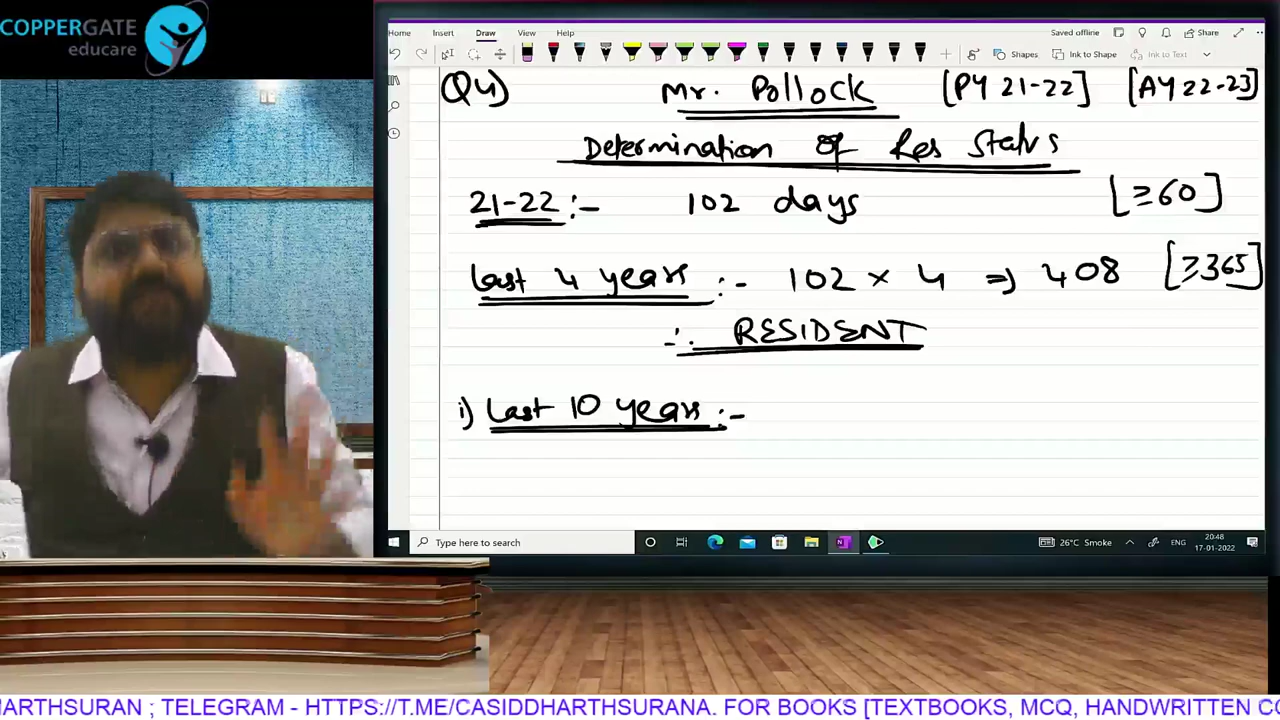 COPPERGATE
educare
Home Insert Draw View Help
Saved offline
Share
Shapes
Ink to Shape
Ink to Text
Q4) Mr. Pollock [PY 21-22] [AY 22-23]
Determination of Res Status
21-22 :- 102 days [≥60]
last 4 years :- 102 × 4 ⇒ 408 [≥365]
∴ RESIDENT
i) Last 10 years :-
Type here to search
26°C Smoke
ENG
20:48
17-01-2022
HARTHSURAN ; TELEGRAM - HTTPS://T.ME/CASIDDHARTHSURANA. FOR BOOKS [TEXTBOOKS, MCQ, HANDWRITTEN CO